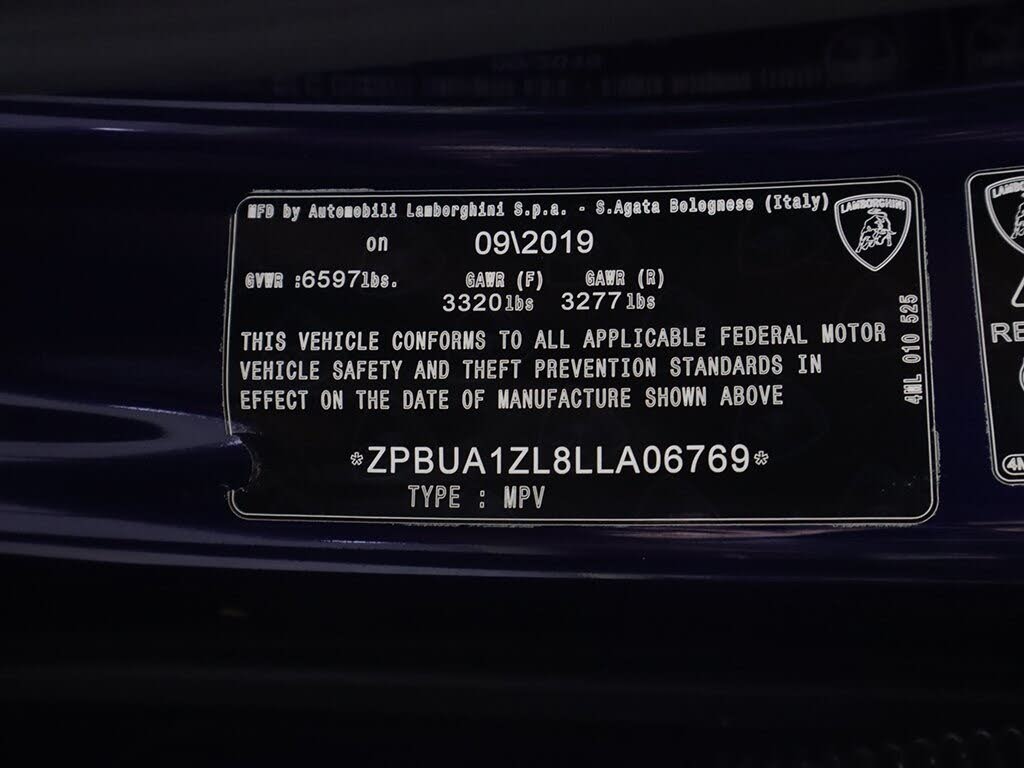 MFD by Automobili Lamborghini S.p.a. - S.Agata Bolognese (Italy)
on 09\2019
GVWR :6597lbs. GAWR (F) GAWR (R)
3320lbs 3277lbs
THIS VEHICLE CONFORMS TO ALL APPLICABLE FEDERAL MOTOR
VEHICLE SAFETY AND THEFT PREVENTION STANDARDS IN
EFFECT ON THE DATE OF MANUFACTURE SHOWN ABOVE
*ZPBUA1ZL8LLA06769*
TYPE : MPV
LAMBORGHINI
4ML 010 525